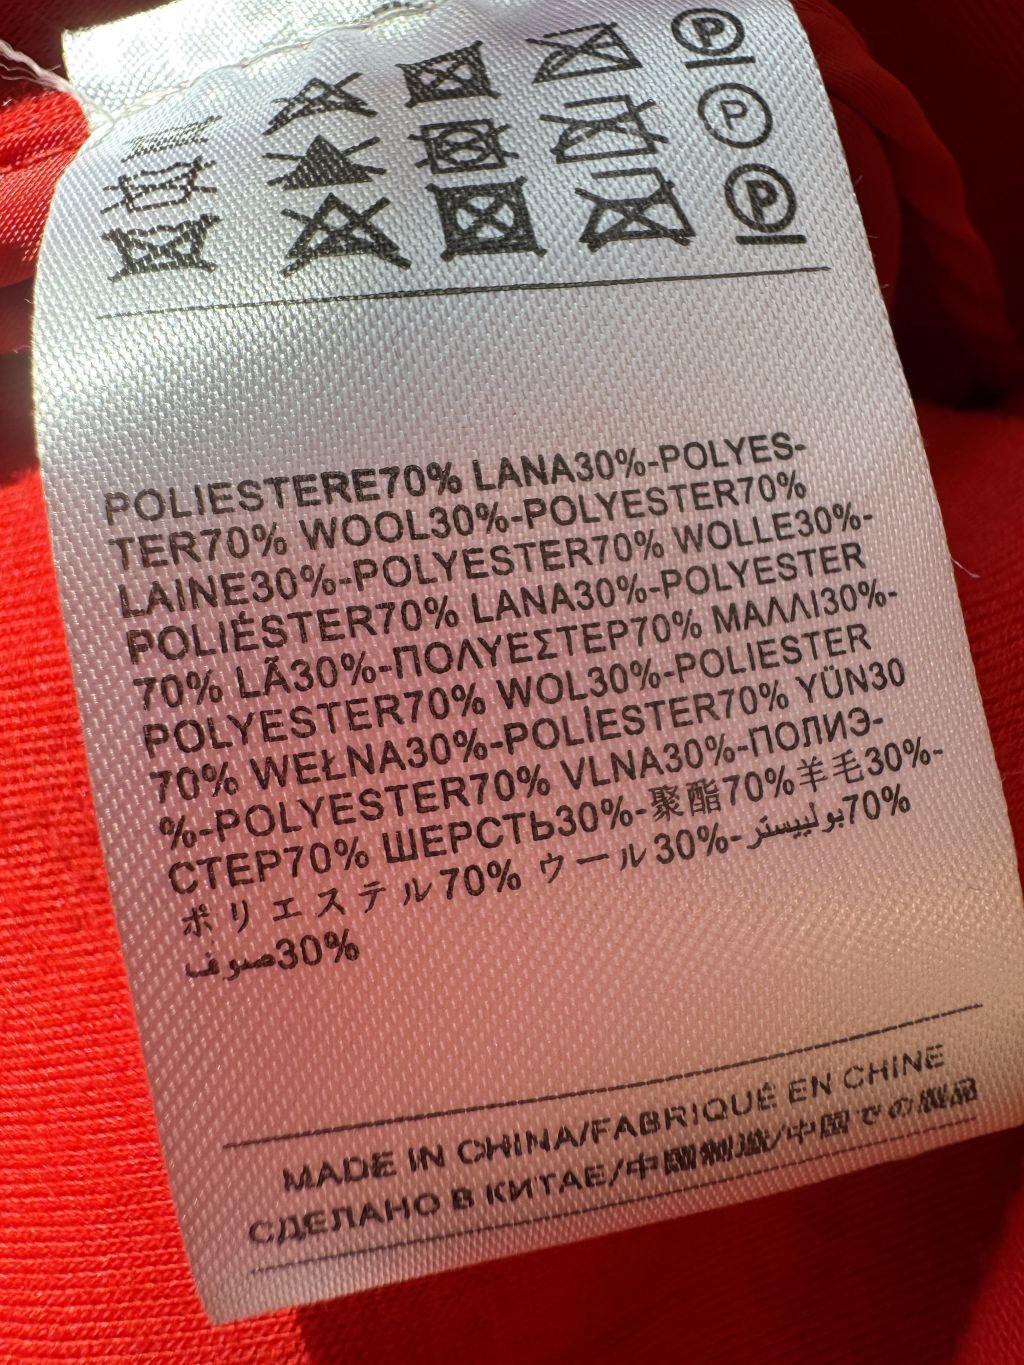 P
P
P
POLIESTERE70% LANA30%-POLYES-
TER70% WOOL30%-POLYESTER70%
LAINE30%-POLYESTER70% WOLLE30%-
POLIÉSTER70% LANA30%-POLYESTER
70% LÃ30%-ΠΟΛΥΕΣΤΕΡ70% ΜΑΛΛΙ30%-
POLYESTER70% WOL30%-POLIESTER
70% WEŁNA30%-POLİESTER70% YÜN30
%-POLYESTER70% VLNA30%-ПОЛИЭ-
СТЕР70% ШЕРСТЬ30%-聚酯70%羊毛30%-
ポリエステル70% ウール30%-بوليستر70%
صوف30%
MADE IN CHINA/FABRIQUÉ EN CHINE
СДЕЛАНО В КИТАЕ/中國制造/中国での製品